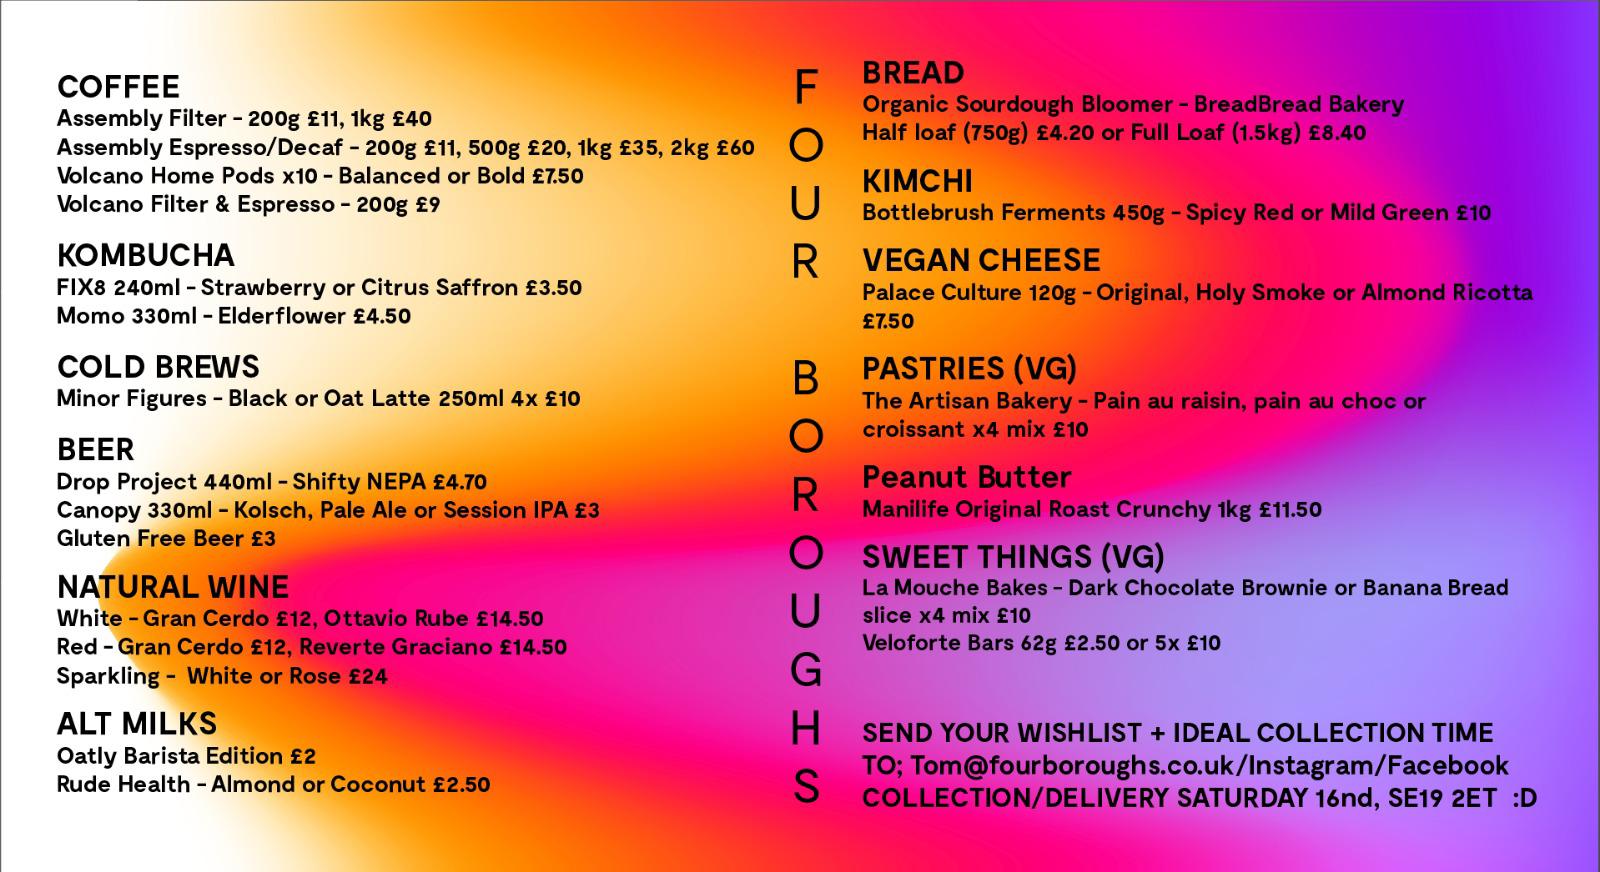 COFFEE
Assembly Filter - 200g £11, 1kg £40
Assembly Espresso/Decaf - 200g £11, 500g £20, 1kg £35, 2kg £60
Volcano Home Pods x10 - Balanced or Bold £7.50
Volcano Filter & Espresso - 200g £9
KOMBUCHA
FIX8 240ml - Strawberry or Citrus Saffron £3.50
Momo 330ml - Elderflower £4.50
COLD BREWS
Minor Figures - Black or Oat Latte 250ml 4x £10
BEER
Drop Project 440ml - Shifty NEPA £4.70
Canopy 330ml - Kolsch, Pale Ale or Session IPA £3
Gluten Free Beer £3
NATURAL WINE
White - Gran Cerdo £12, Ottavio Rube £14.50
Red - Gran Cerdo £12, Reverte Graciano £14.50
Sparkling - White or Rose £24
ALT MILKS
Oatly Barista Edition £2
Rude Health - Almond or Coconut £2.50
FOUR BOROUGHS
BREAD
Organic Sourdough Bloomer - BreadBread Bakery
Half loaf (750g) £4.20 or Full Loaf (1.5kg) £8.40
KIMCHI
Bottlebrush Ferments 450g - Spicy Red or Mild Green £10
VEGAN CHEESE
Palace Culture 120g - Original, Holy Smoke or Almond Ricotta
£7.50
PASTRIES (VG)
The Artisan Bakery - Pain au raisin, pain au choc or
croissant x4 mix £10
Peanut Butter
Manilife Original Roast Crunchy 1kg £11.50
SWEET THINGS (VG)
La Mouche Bakes - Dark Chocolate Brownie or Banana Bread
slice x4 mix £10
Veloforte Bars 62g £2.50 or 5x £10
SEND YOUR WISHLIST + IDEAL COLLECTION TIME
TO; Tom@fourboroughs.co.uk/Instagram/Facebook
COLLECTION/DELIVERY SATURDAY 16nd, SE19 2ET :D